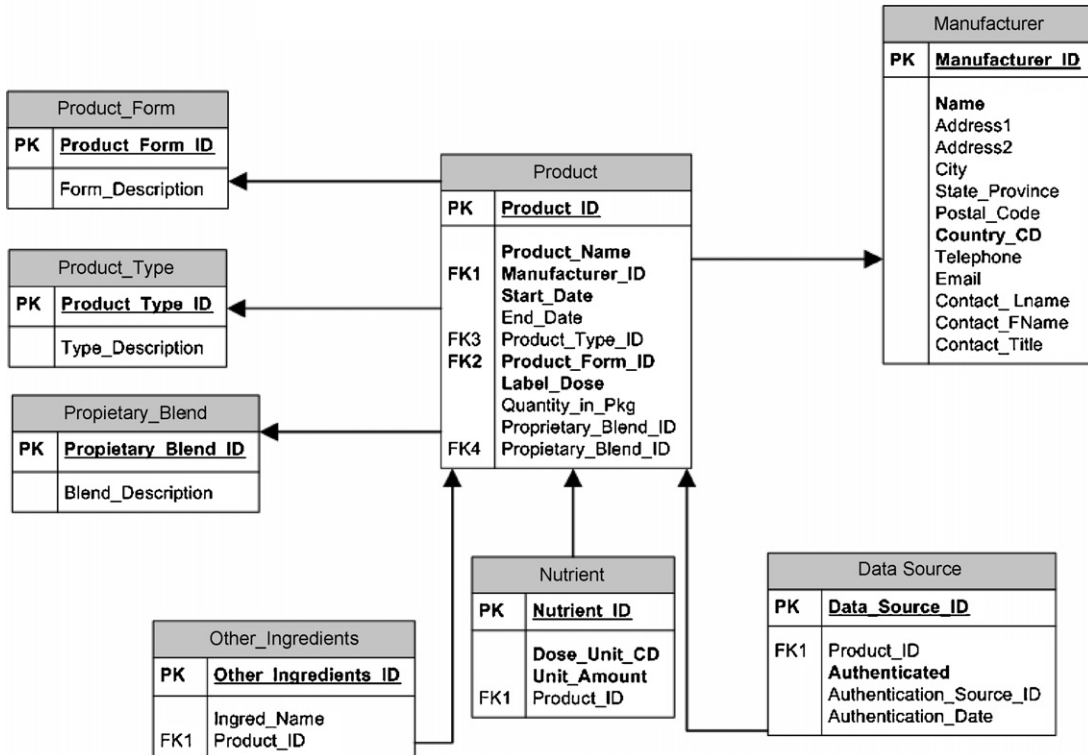 Manufacturer
PK Manufacturer_ID
Name
Address1
Address2
City
State_Province
Postal_Code
Country_CD
Telephone
Email
Contact_ Lname
Contact_FName
Contact_Title
Product_Form
PK Product_Form_ID
Form_Description
Product_Type
PK Product_Type_ID
Type_Description
Propietary_Blend
PK Propietary_Blend_ID
Blend_Description
Product
PK Product_ID
Product_Name
FK1 Manufacturer_ID
Start_Date
End_Date
FK3 Product_Type_ID
FK2 Product_Form_ID
Label_Dose
Quantity_in_Pkg
Proprietary_Blend_ID
FK4 Propietary_Blend_ID
Other_Ingredients
PK Other_Ingredients_ID
Ingred_Name
FK1 Product_ID
Nutrient
PK Nutrient_ID
Dose_Unit_CD
Unit_Amount
FK1 Product_ID
Data Source
PK Data_Source_ID
FK1 Product_ID
Authenticated
Authentication_Source_ID
Authentication_Date